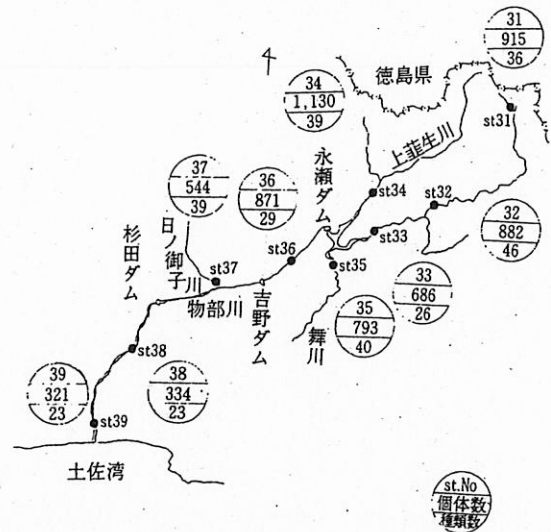 31
915
36
徳島県
34
1,130
39
上韮生川
st31
37
544
39
36
871
29
永瀬ダム
st34
st32
32
882
46
日ノ御子川
杉田ダム
st37
st36
st33
st35
33
686
26
物部川
吉野ダム
舞川
35
793
40
st38
38
334
23
39
321
23
st39
土佐湾
st.No
個体数
種類数